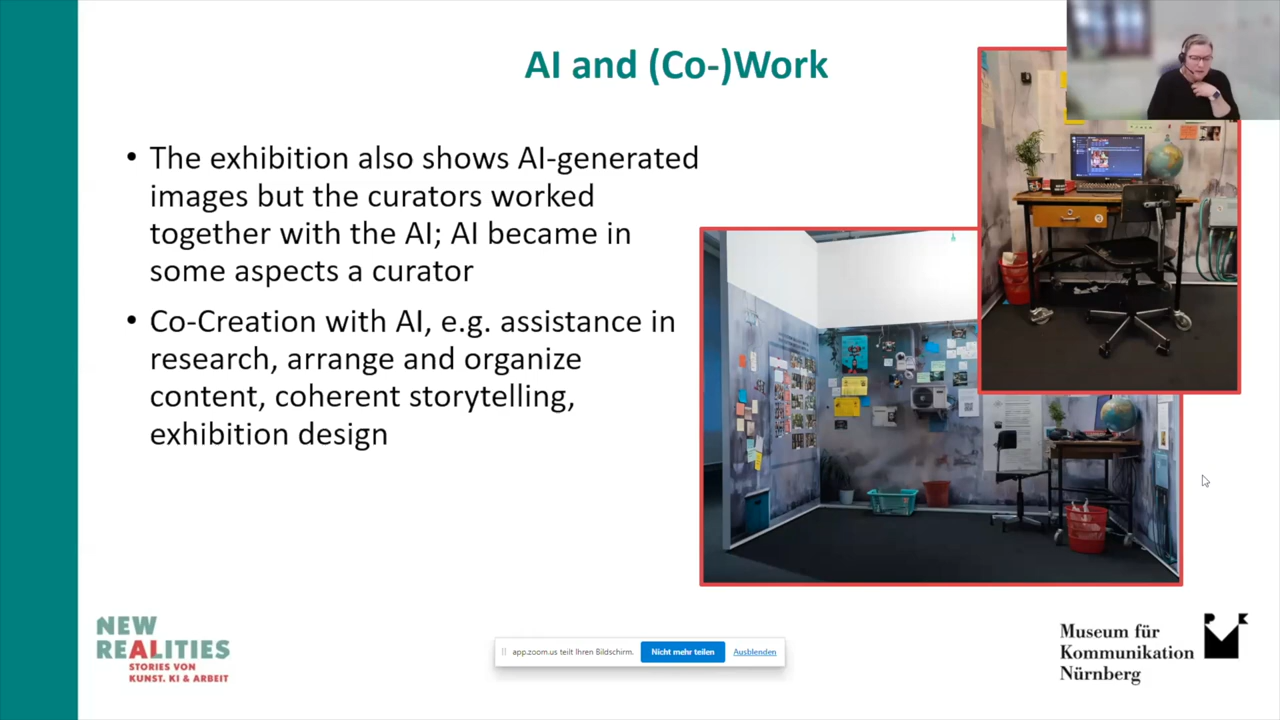 AI and (Co-)Work
• The exhibition also shows AI-generated
images but the curators worked
together with the AI; AI became in
some aspects a curator
• Co-Creation with AI, e.g. assistance in
research, arrange and organize
content, coherent storytelling,
exhibition design
NEW
REALITIES
STORIES VON
KUNST, KI & ARBEIT
app.zoom.us teilt Ihren Bildschirm.
Nicht mehr teilen
Ausblenden
Museum für
Kommunikation
Nürnberg